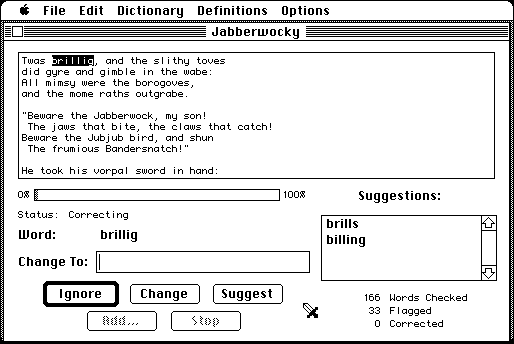 File Edit Dictionary Definitions Options
Jabberwocky
Twas brillig, and the slithy toves
did gyre and gimble in the wabe:
All mimsy were the borogoves,
and the mome raths outgrabe.
"Beware the Jabberwock, my son!
The jaws that bite, the claws that catch!
Beware the Jubjub bird, and shun
The frumious Bandersnatch!"
He took his vorpal sword in hand:
0% 100%
Status: Correcting
Word: brillig
Change To:
Ignore Change Suggest
Add... Stop
Suggestions:
brills
billing
166 Words Checked
33 Flagged
0 Corrected